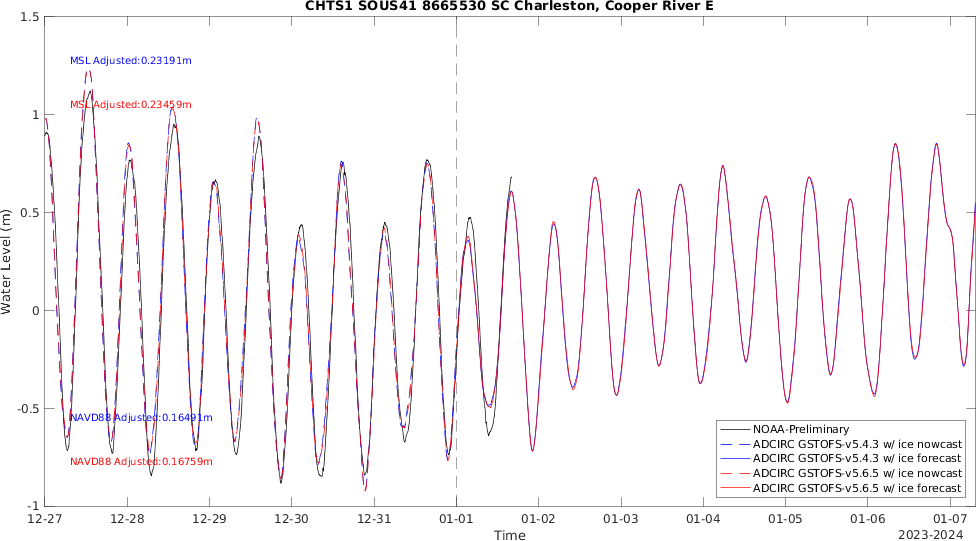 CHTS1 SOUS41 8665530 SC Charleston, Cooper River E
1.5
1
0.5
0
-0.5
-1
Water Level (m)
MSL Adjusted:0.23191m
MSL Adjusted:0.23459m
NAVD88 Adjusted:0.16491m
NAVD88 Adjusted:0.16759m
NOAA-Preliminary
ADCIRC GSTOFS-v5.4.3 w/ ice nowcast
ADCIRC GSTOFS-v5.4.3 w/ ice forecast
ADCIRC GSTOFS-v5.6.5 w/ ice nowcast
ADCIRC GSTOFS-v5.6.5 w/ ice forecast
12-27 12-28 12-29 12-30 12-31 01-01 01-02 01-03 01-04 01-05 01-06 01-07
Time
2023-2024